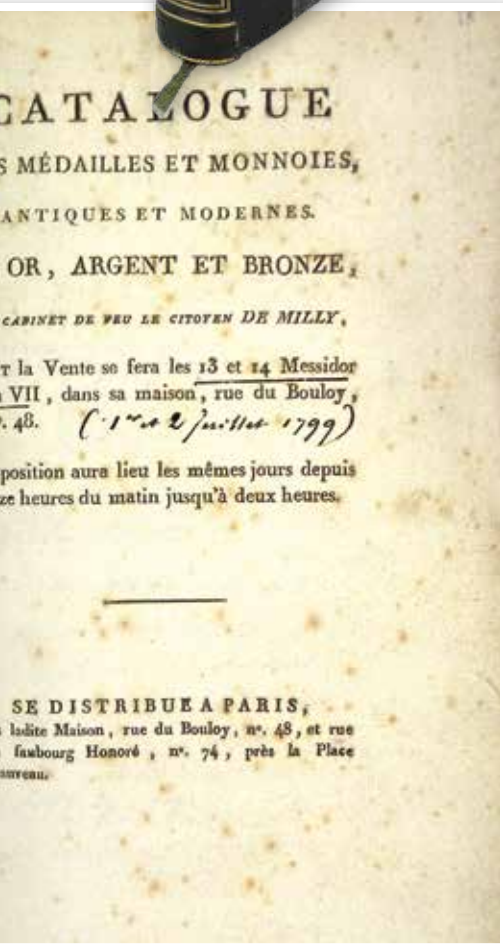 CATALOGUE
S MÉDAILLES ET MONNOIES,
ANTIQUES ET MODERNES.
OR, ARGENT ET BRONZE,
CABINET DE FEU LE CITOYEN DE MILLY,
T la Vente se fera les 13 et 14 Messidor
VII, dans sa maison, rue du Bouloy,
°. 48. (1er et 2 Juillet 1799)
position aura lieu les mêmes jours depuis
ze heures du matin jusqu'à deux heures.
SE DISTRIBUE A PARIS,
ladite Maison, rue du Bouloy, n°. 48, et rue
faubourg Honoré, n°. 74, près la Place
auveau.